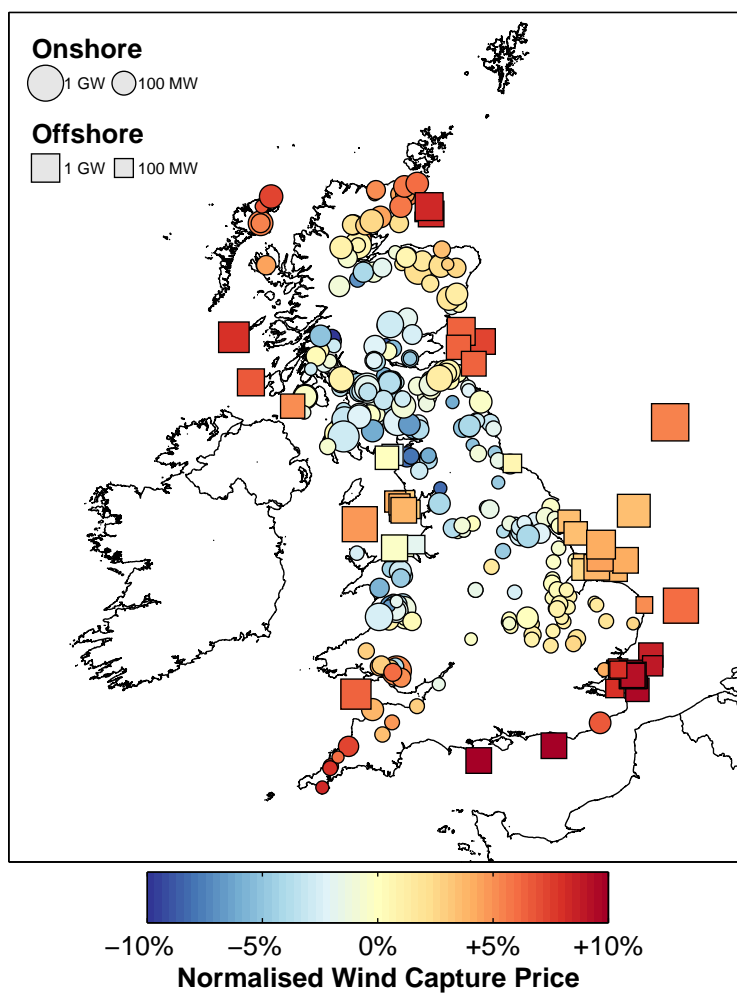 Onshore
1 GW 100 MW
Offshore
1 GW 100 MW
−10% −5% 0% +5% +10%
Normalised Wind Capture Price